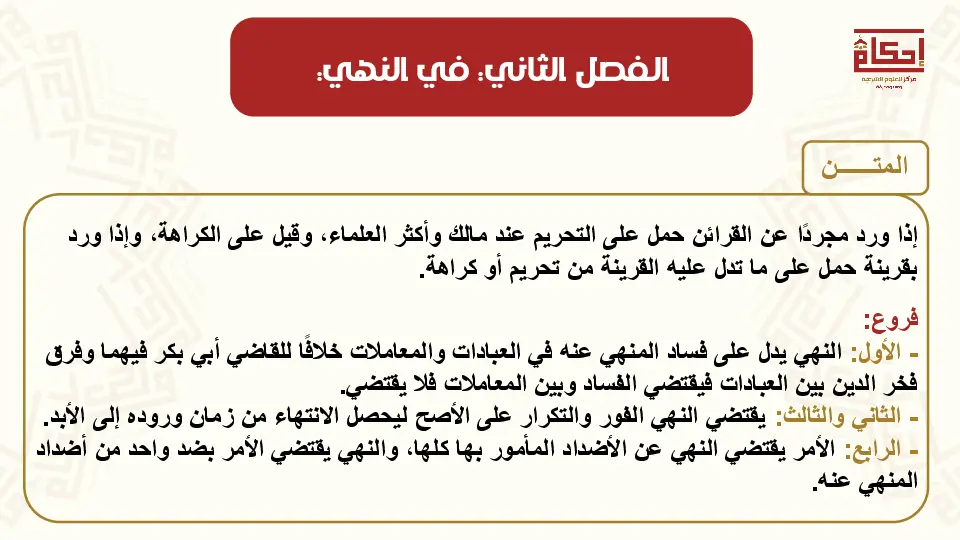 إحكام
مركز للعلوم الشرعية
الفصل الثاني: في النهي:
المتـــــــن
إذا ورد مجردًا عن القرائن حمل على التحريم عند مالك وأكثر العلماء، وقيل على الكراهة، وإذا ورد
بقرينة حمل على ما تدل عليه القرينة من تحريم أو كراهة.
فروع:
- الأول: النهي يدل على فساد المنهي عنه في العبادات والمعاملات خلافًا للقاضي أبي بكر فيهما وفرق
فخر الدين بين العبادات فيقتضي الفساد وبين المعاملات فلا يقتضي.
- الثاني والثالث: يقتضي النهي الفور والتكرار على الأصح ليحصل الانتهاء من زمان وروده إلى الأبد.
- الرابع: الأمر يقتضي النهي عن الأضداد المأمور بها كلها، والنهي يقتضي الأمر بضد واحد من أضداد
المنهي عنه.